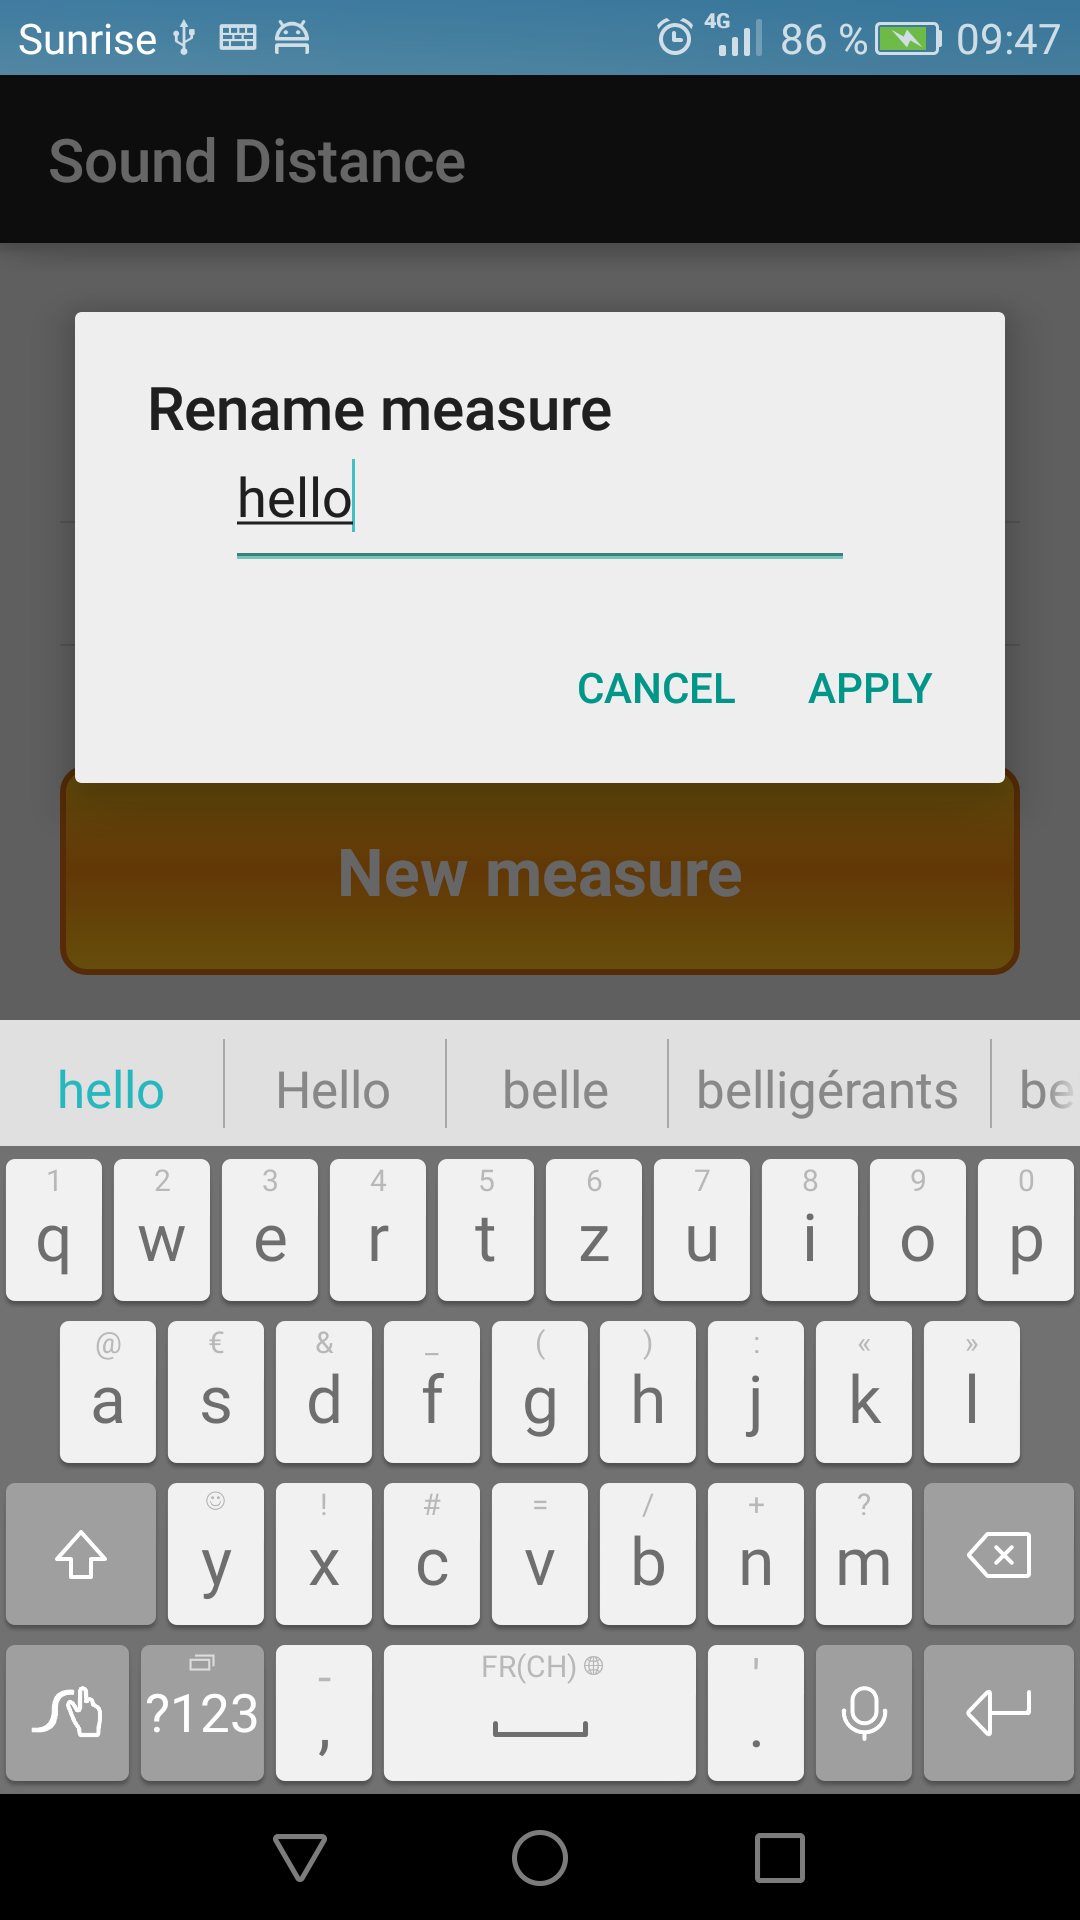 Sunrise 4G 86 % 09:47
Sound Distance
Rename measure
hello
CANCEL APPLY
New measure
hello Hello belle belligérants be
1 2 3 4 5 6 7 8 9 0
q w e r t z u i o p
@ € & _ ( ) : « »
a s d f g h j k l
! # = / + ?
y x c v b n m
- FR(CH) '
?123 , .